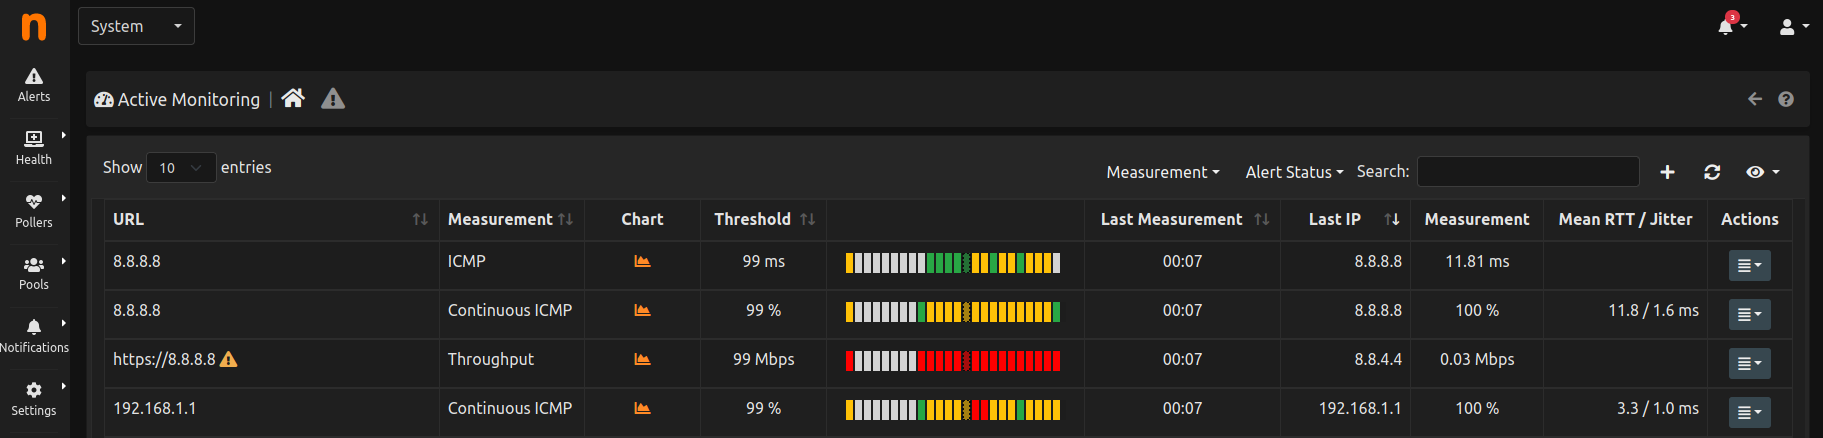 n
System
3
Alerts
Health
Pollers
Pools
Notifications
Settings
Active Monitoring |
Show 10 entries
Measurement Alert Status Search:
URL Measurement Chart Threshold Last Measurement Last IP Measurement Mean RTT / Jitter Actions
8.8.8.8 ICMP 99 ms 00:07 8.8.8.8 11.81 ms
8.8.8.8 Continuous ICMP 99 % 00:07 8.8.8.8 100 % 11.8 / 1.6 ms
https://8.8.8.8 Throughput 99 Mbps 00:07 8.8.4.4 0.03 Mbps
192.168.1.1 Continuous ICMP 99 % 00:07 192.168.1.1 100 % 3.3 / 1.0 ms